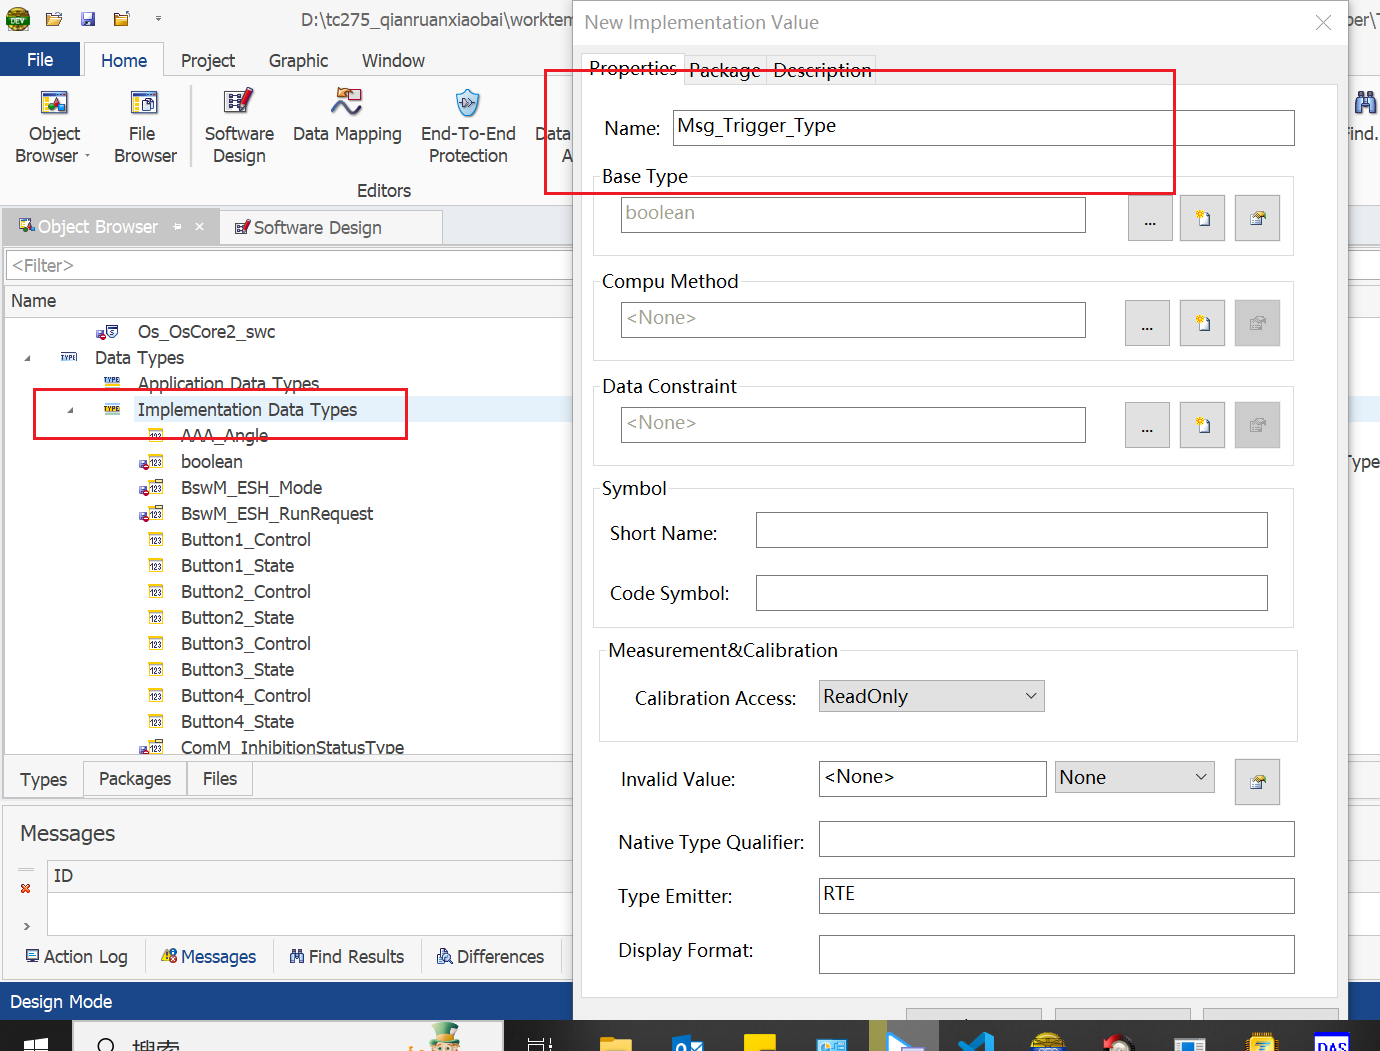 D:\tc275_qianruanxiaobai\worktem
New Implementation Value
File
Home
Project
Graphic
Window
Properties
Package
Description
Object
Browser
File
Browser
Software
Design
Data Mapping
End-To-End
Protection
Data
A
Find.
Editors
Name:
Msg_Trigger_Type
Base Type
boolean
...
Object Browser
Software Design
<Filter>
Name
Os_OsCore2_swc
Data Types
Application Data Types
Implementation Data Types
AAA_Angle
boolean
BswM_ESH_Mode
BswM_ESH_RunRequest
Button1_Control
Button1_State
Button2_Control
Button2_State
Button3_Control
Button3_State
Button4_Control
Button4_State
ComM_InhibitionStatusType
Compu Method
<None>
...
Data Constraint
<None>
...
Type
Symbol
Short Name:
Code Symbol:
Measurement&Calibration
Calibration Access:
ReadOnly
Types
Packages
Files
Invalid Value:
<None>
None
Messages
Native Type Qualifier:
ID
Type Emitter:
RTE
Display Format:
Action Log
Messages
Find Results
Differences
Design Mode
搜索
DAS